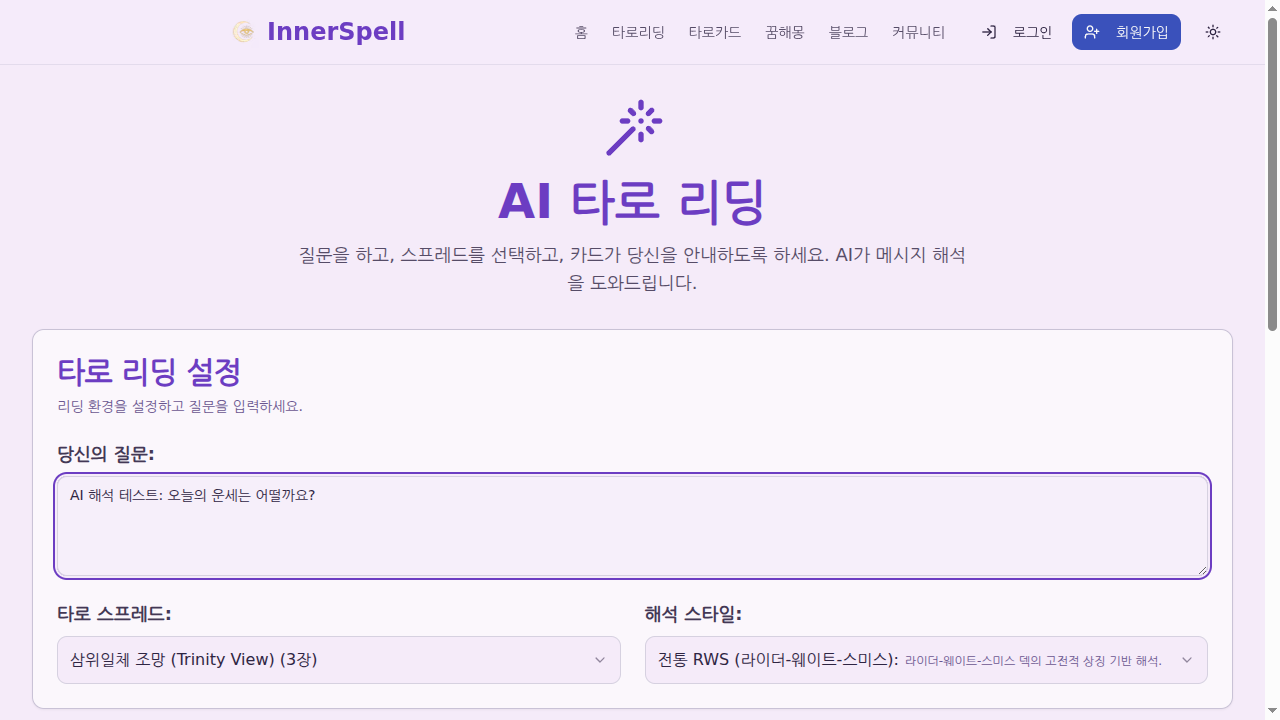 InnerSpell
홈
타로리딩
타로카드
꿈해몽
블로그
커뮤니티
로그인
회원가입
AI 타로 리딩
질문을 하고, 스프레드를 선택하고, 카드가 당신을 안내하도록 하세요. AI가 메시지 해석
을 도와드립니다.
타로 리딩 설정
리딩 환경을 설정하고 질문을 입력하세요.
당신의 질문:
AI 해석 테스트: 오늘의 운세는 어떨까요?
타로 스프레드:
해석 스타일:
삼위일체 조망 (Trinity View) (3장)
전통 RWS (라이더-웨이트-스미스): 라이더-웨이트-스미스 덱의 고전적 상징 기반 해석.